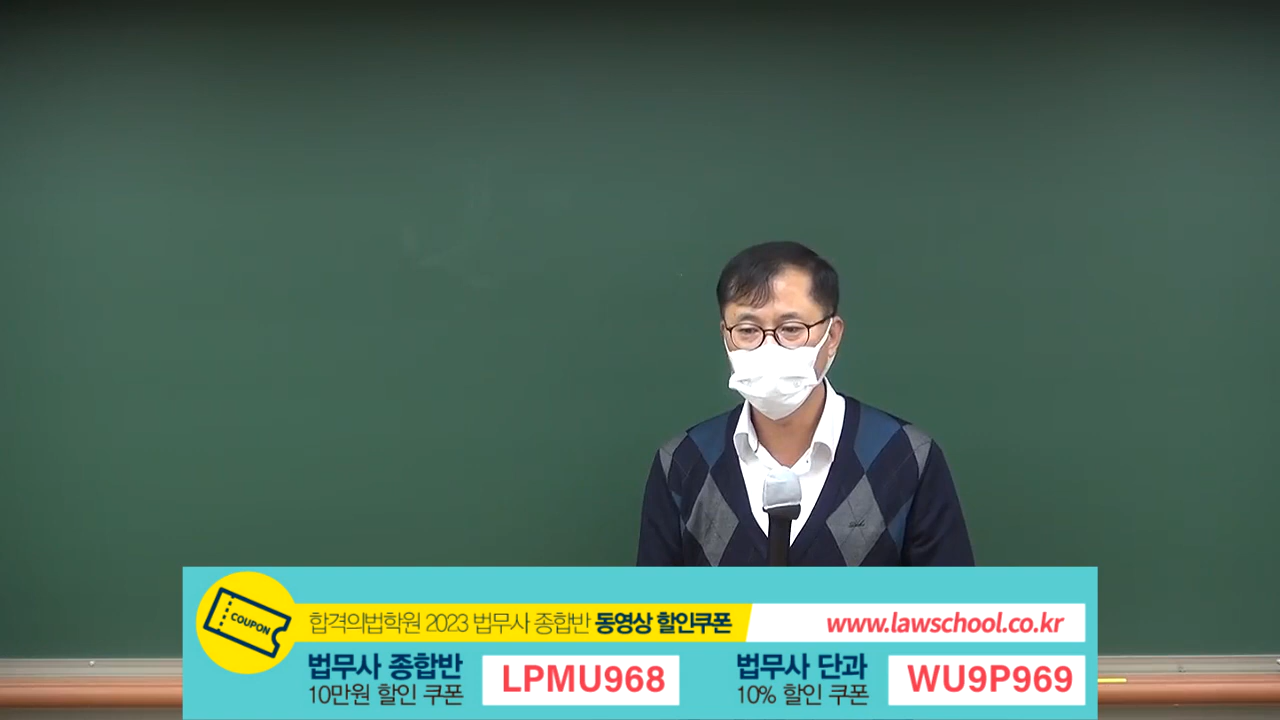 COUPON
합격의법학원 2023 법무사 종합반 동영상 할인쿠폰
www.lawschool.co.kr
법무사 종합반
10만원 할인 쿠폰
LPMU968
법무사 단과
10% 할인 쿠폰
WU9P969